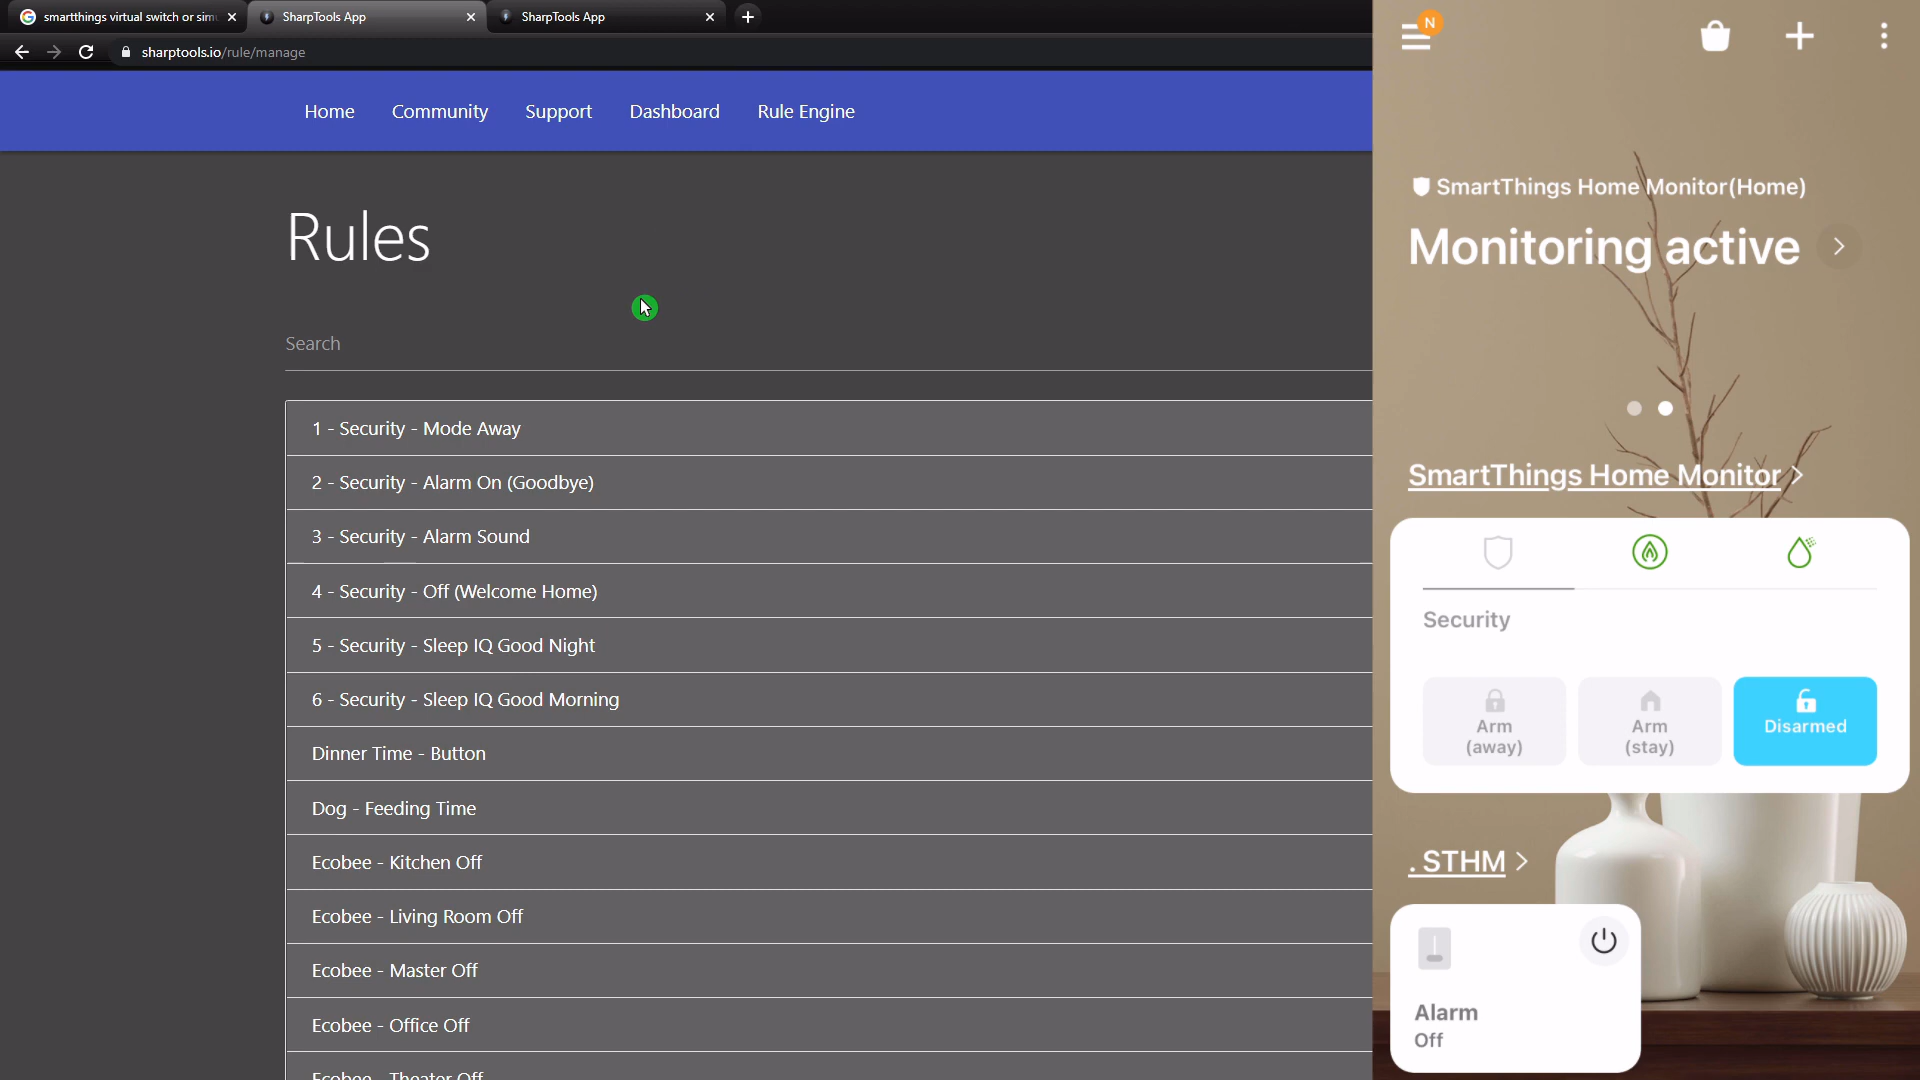 smartthings virtual switch or sim
SharpTools App
SharpTools App
sharptools.io/rule/manage
Home
Community
Support
Dashboard
Rule Engine
Rules
Search
1 - Security - Mode Away
2 - Security - Alarm On (Goodbye)
3 - Security - Alarm Sound
4 - Security - Off (Welcome Home)
5 - Security - Sleep IQ Good Night
6 - Security - Sleep IQ Good Morning
Dinner Time - Button
Dog - Feeding Time
Ecobee - Kitchen Off
Ecobee - Living Room Off
Ecobee - Master Off
Ecobee - Office Off
Ecobee - Theater Off
N
SmartThings Home Monitor(Home)
Monitoring active
SmartThings Home Monitor
Security
Arm
(away)
Arm
(stay)
Disarmed
. STHM
Alarm
Off